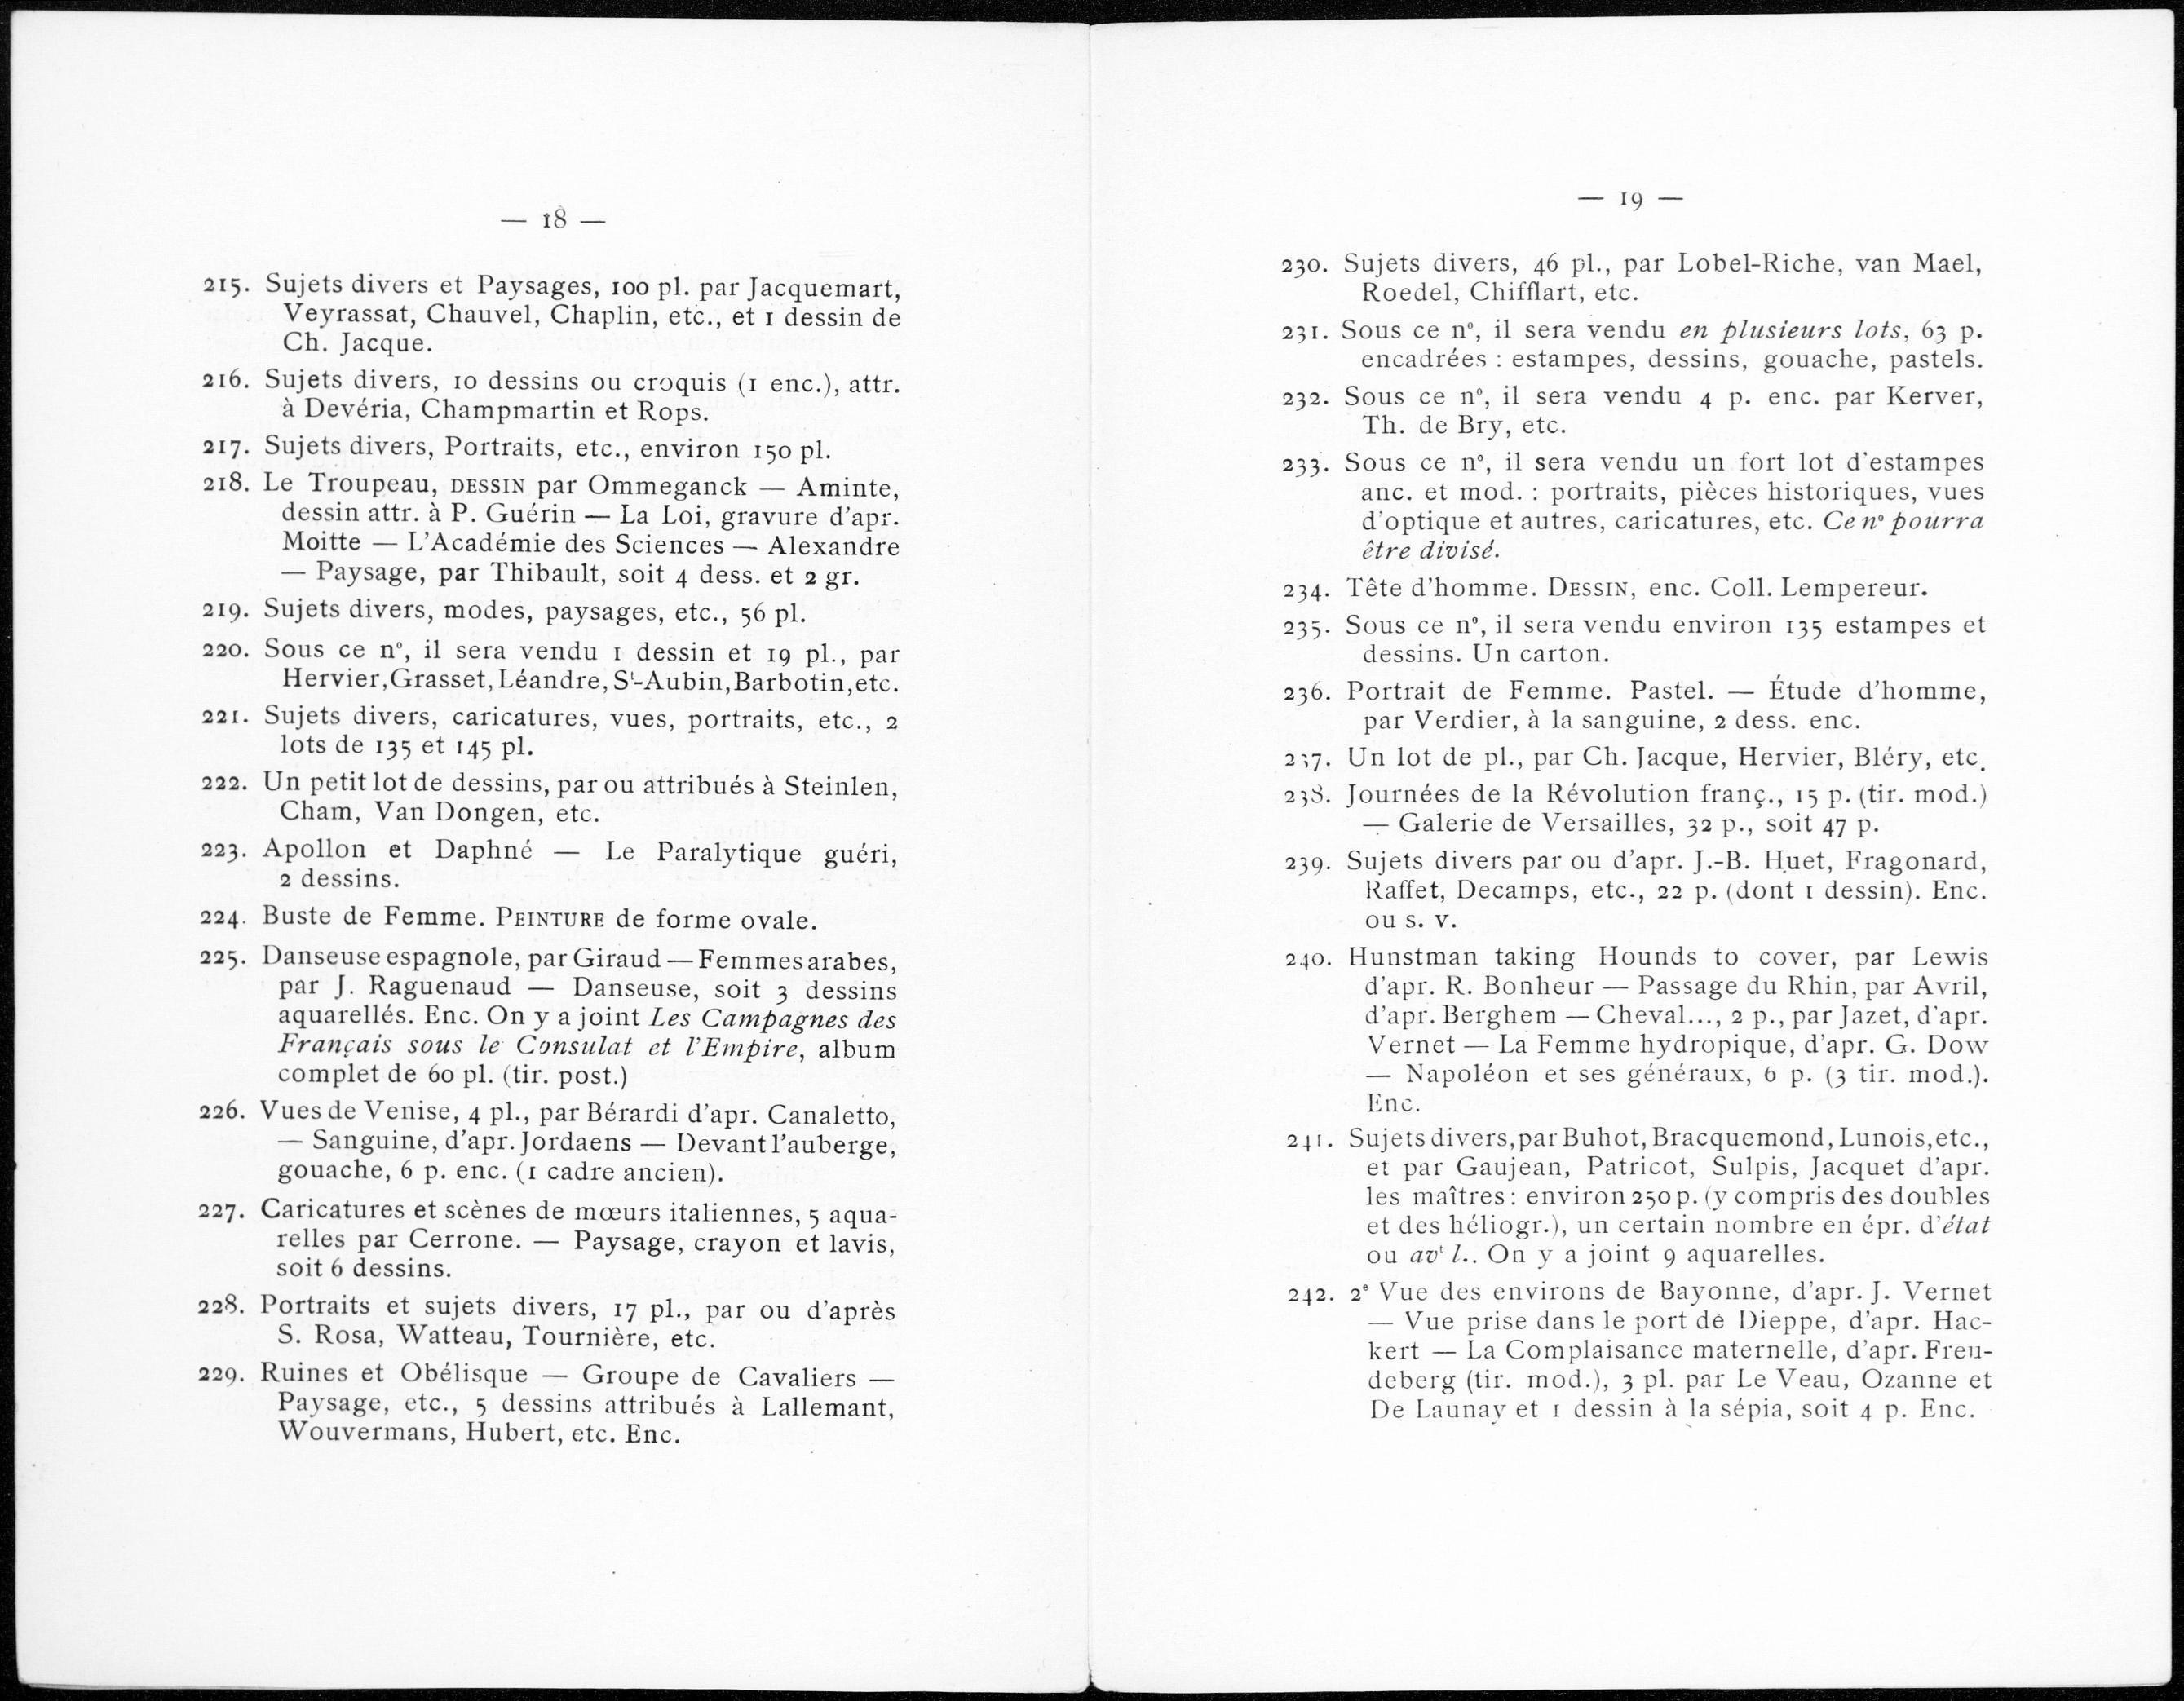 — 18 —
215. Sujets divers et Paysages, 100 pl. par Jacquemart,
Veyrassat, Chauvel, Chaplin, etc., et 1 dessin de
Ch. Jacque.
216. Sujets divers, 10 dessins ou croquis (1 enc.), attr.
à Devéria, Champmartin et Rops.
217. Sujets divers, Portraits, etc., environ 150 pl.
218. Le Troupeau, DESSIN par Ommeganck — Aminte,
dessin attr. à P. Guérin — La Loi, gravure d'apr.
Moitte — L'Académie des Sciences — Alexandre
— Paysage, par Thibault, soit 4 dess. et 2 gr.
219. Sujets divers, modes, paysages, etc., 56 pl.
220. Sous ce n°, il sera vendu 1 dessin et 19 pl., par
Hervier, Grasset, Léandre, Sᵗ-Aubin, Barbotin, etc.
221. Sujets divers, caricatures, vues, portraits, etc., 2
lots de 135 et 145 pl.
222. Un petit lot de dessins, par ou attribués à Steinlen,
Cham, Van Dongen, etc.
223. Apollon et Daphné — Le Paralytique guéri,
2 dessins.
224. Buste de Femme. PEINTURE de forme ovale.
225. Danseuse espagnole, par Giraud — Femmes arabes,
par J. Raguenaud — Danseuse, soit 3 dessins
aquarellés. Enc. On y a joint Les Campagnes des
Français sous le Consulat et l'Empire, album
complet de 60 pl. (tir. post.)
226. Vues de Venise, 4 pl., par Bérardi d'apr. Canaletto,
— Sanguine, d'apr. Jordaens — Devant l'auberge,
gouache, 6 p. enc. (1 cadre ancien).
227. Caricatures et scènes de mœurs italiennes, 5 aqua-
relles par Cerrone. — Paysage, crayon et lavis,
soit 6 dessins.
228. Portraits et sujets divers, 17 pl., par ou d'après
S. Rosa, Watteau, Tournière, etc.
229. Ruines et Obélisque — Groupe de Cavaliers —
Paysage, etc., 5 dessins attribués à Lallemant,
Wouvermans, Hubert, etc. Enc.
— 19 —
230. Sujets divers, 46 pl., par Lobel-Riche, van Mael,
Roedel, Chifflart, etc.
231. Sous ce n°, il sera vendu en plusieurs lots, 63 p.
encadrées : estampes, dessins, gouache, pastels.
232. Sous ce n°, il sera vendu 4 p. enc. par Kerver,
Th. de Bry, etc.
233. Sous ce n°, il sera vendu un fort lot d'estampes
anc. et mod. : portraits, pièces historiques, vues
d'optique et autres, caricatures, etc. Ce n° pourra
être divisé.
234. Tête d'homme. DESSIN, enc. Coll. Lempereur.
235. Sous ce n°, il sera vendu environ 135 estampes et
dessins. Un carton.
236. Portrait de Femme. Pastel. — Étude d'homme,
par Verdier, à la sanguine, 2 dess. enc.
237. Un lot de pl., par Ch. Jacque, Hervier, Bléry, etc.
238. Journées de la Révolution franç., 15 p. (tir. mod.)
— Galerie de Versailles, 32 p., soit 47 p.
239. Sujets divers par ou d'apr. J.-B. Huet, Fragonard,
Raffet, Decamps, etc., 22 p. (dont 1 dessin). Enc.
ou s. v.
240. Hunstman taking Hounds to cover, par Lewis
d'apr. R. Bonheur — Passage du Rhin, par Avril,
d'apr. Berghem — Cheval..., 2 p., par Jazet, d'apr.
Vernet — La Femme hydropique, d'apr. G. Dow
— Napoléon et ses généraux, 6 p. (3 tir. mod.).
Enc.
241. Sujets divers, par Buhot, Bracquemond, Lunois, etc.,
et par Gaujean, Patricot, Sulpis, Jacquet d'apr.
les maîtres : environ 250 p. (y compris des doubles
et des héliogr.), un certain nombre en épr. d'état
ou avᵗ l.. On y a joint 9 aquarelles.
242. 2ᵉ Vue des environs de Bayonne, d'apr. J. Vernet
— Vue prise dans le port de Dieppe, d'apr. Hac-
kert — La Complaisance maternelle, d'apr. Freu-
deberg (tir. mod.), 3 pl. par Le Veau, Ozanne et
De Launay et 1 dessin à la sépia, soit 4 p. Enc.